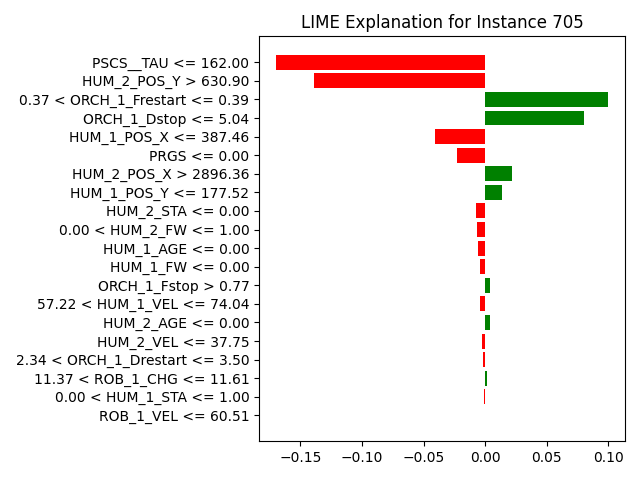 LIME Explanation for Instance 705
PSCS__TAU <= 162.00
HUM_2_POS_Y > 630.90
0.37 < ORCH_1_Frestart <= 0.39
ORCH_1_Dstop <= 5.04
HUM_1_POS_X <= 387.46
PRGS <= 0.00
HUM_2_POS_X > 2896.36
HUM_1_POS_Y <= 177.52
HUM_2_STA <= 0.00
0.00 < HUM_2_FW <= 1.00
HUM_1_AGE <= 0.00
HUM_1_FW <= 0.00
ORCH_1_Fstop > 0.77
57.22 < HUM_1_VEL <= 74.04
HUM_2_AGE <= 0.00
HUM_2_VEL <= 37.75
2.34 < ORCH_1_Drestart <= 3.50
11.37 < ROB_1_CHG <= 11.61
0.00 < HUM_1_STA <= 1.00
ROB_1_VEL <= 60.51
−0.15 −0.10 −0.05 0.00 0.05 0.10